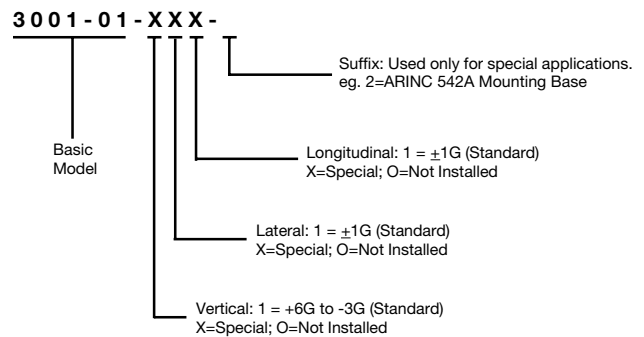 3001-01-XXX-
Suffix: Used only for special applications.
eg. 2=ARINC 542A Mounting Base
Basic
Model
Longitudinal: 1 = ±1G (Standard)
X=Special; O=Not Installed
Lateral: 1 = ±1G (Standard)
X=Special; O=Not Installed
Vertical: 1 = +6G to -3G (Standard)
X=Special; O=Not Installed